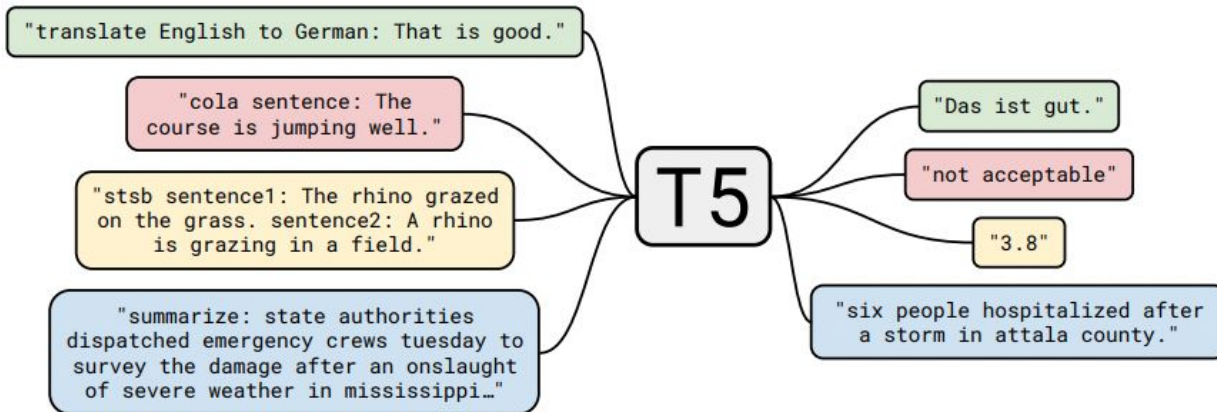 "translate English to German: That is good."
"cola sentence: The
course is jumping well."
"stsb sentence1: The rhino grazed
on the grass. sentence2: A rhino
is grazing in a field."
"summarize: state authorities
dispatched emergency crews tuesday to
survey the damage after an onslaught
of severe weather in mississippi…"
T5
"Das ist gut."
"not acceptable"
"3.8"
"six people hospitalized after
a storm in attala county."